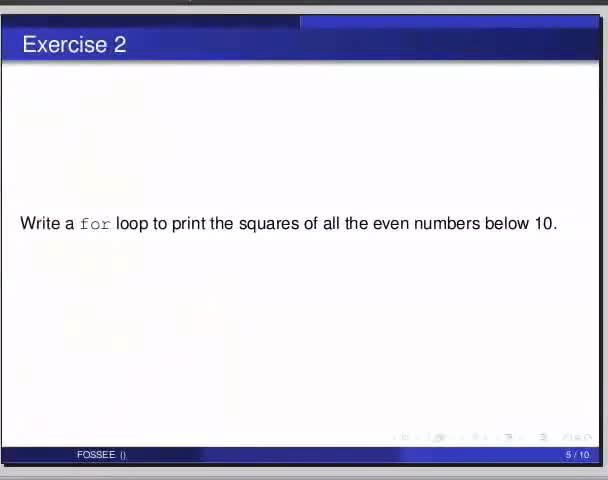 Exercise 2
Write a for loop to print the squares of all the even numbers below 10.
FOSSEE ()
5 / 10